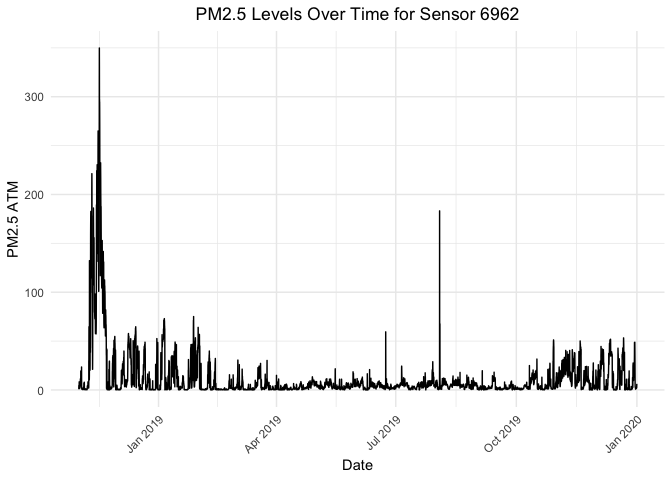 PM2.5 Levels Over Time for Sensor 6962
300
200
100
0
PM2.5 ATM
Jan 2019
Apr 2019
Jul 2019
Oct 2019
Jan 2020
Date